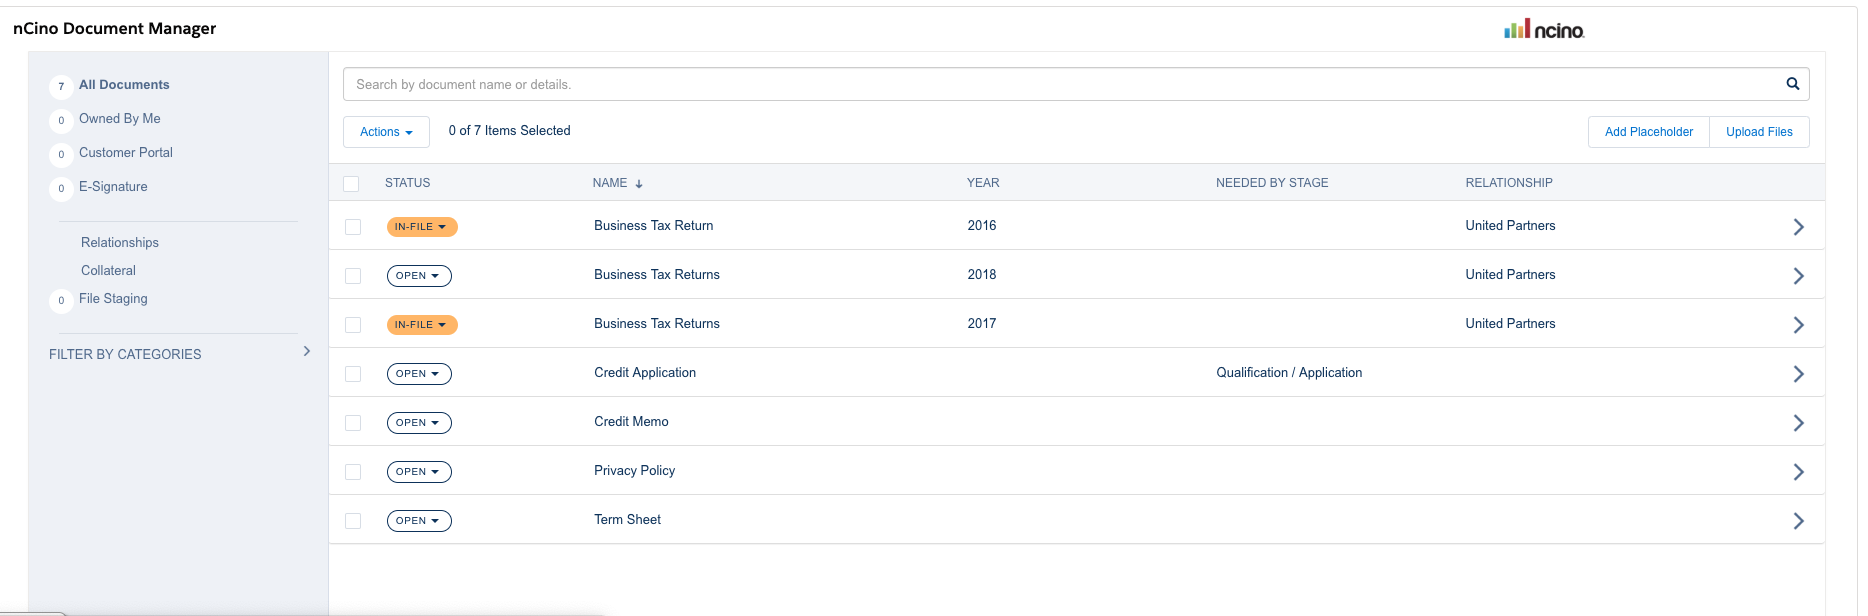 nCino Document Manager
ncino
7 All Documents
0 Owned By Me
0 Customer Portal
0 E-Signature
Relationships
Collateral
0 File Staging
FILTER BY CATEGORIES
Search by document name or details.
Actions 0 of 7 Items Selected Add Placeholder Upload Files
STATUS NAME YEAR NEEDED BY STAGE RELATIONSHIP
IN-FILE Business Tax Return 2016 United Partners
OPEN Business Tax Returns 2018 United Partners
IN-FILE Business Tax Returns 2017 United Partners
OPEN Credit Application Qualification / Application
OPEN Credit Memo
OPEN Privacy Policy
OPEN Term Sheet